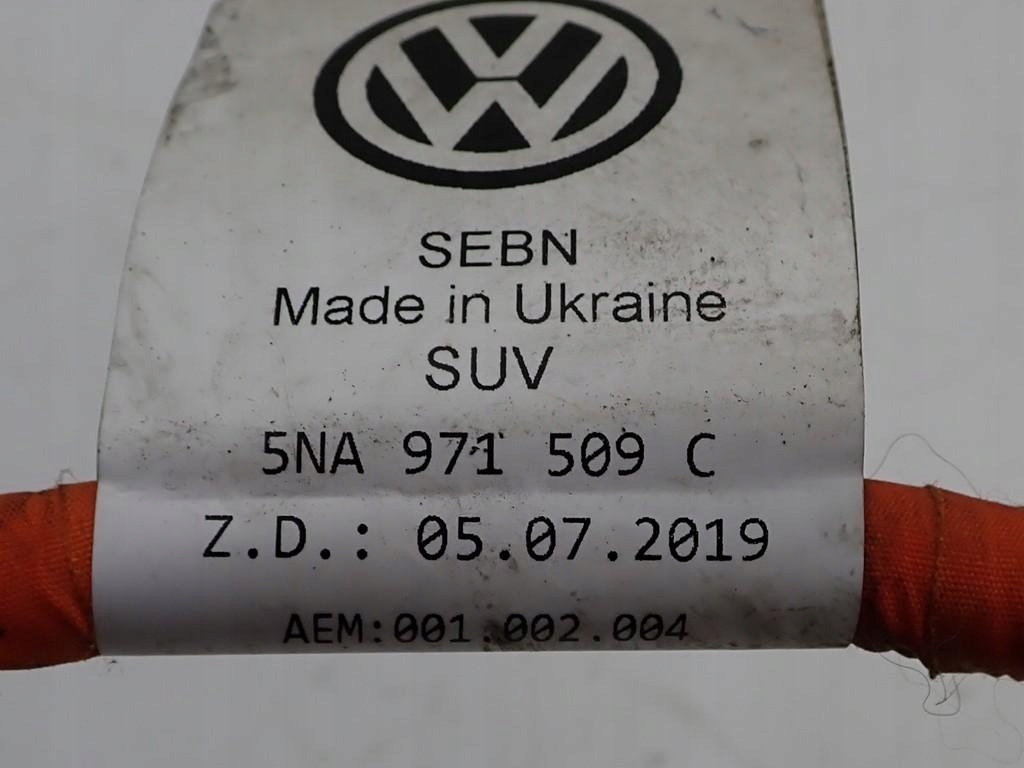 SEBN
Made in Ukraine
SUV
5NA 971 509 C
Z.D.: 05.07.2019
AEM:001.002.004